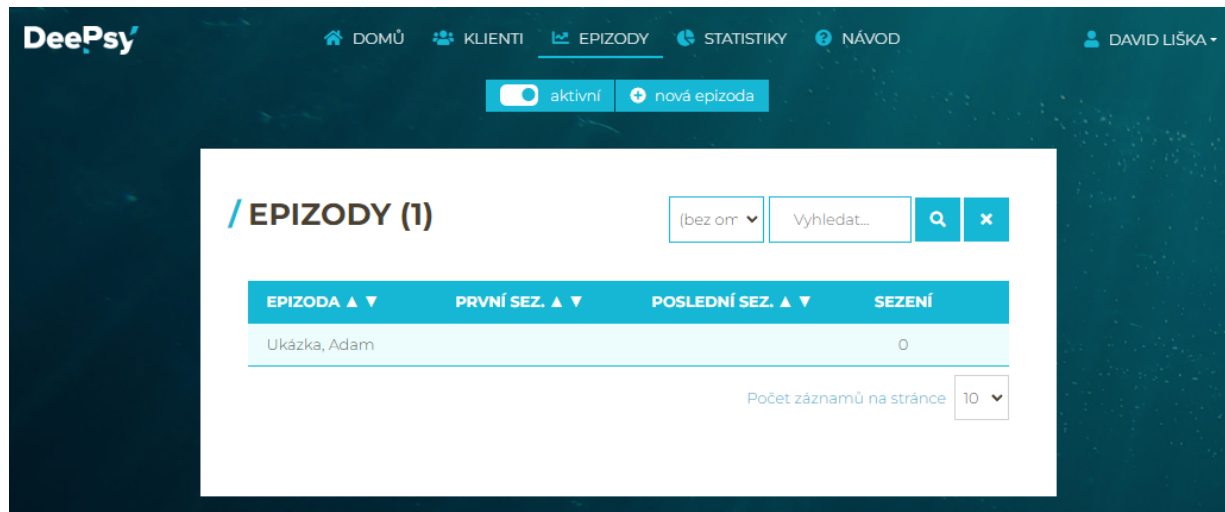 DeePsy
DOMŮ KLIENTI EPIZODY STATISTIKY NÁVOD DAVID LIŠKA
aktivní nová epizoda
/ EPIZODY (1)
(bez om Vyhledat...
EPIZODA ▲ ▼ PRVNÍ SEZ. ▲ ▼ POSLEDNÍ SEZ. ▲ ▼ SEZENÍ
Ukázka, Adam 0
Počet záznamů na stránce 10